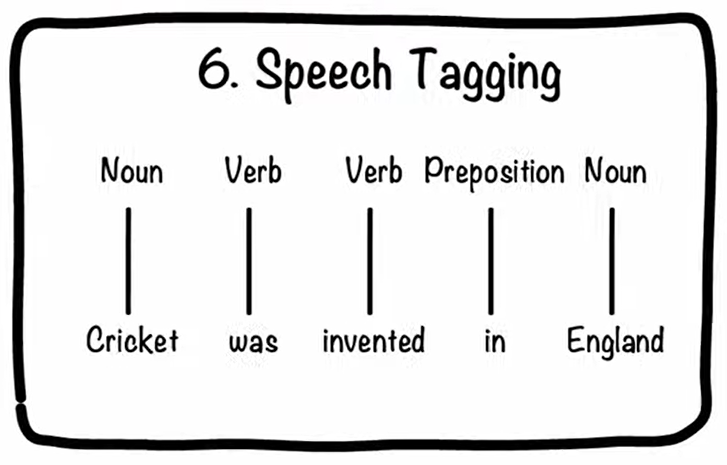 6. Speech Tagging
Noun Verb Verb Preposition Noun
Cricket was invented in England